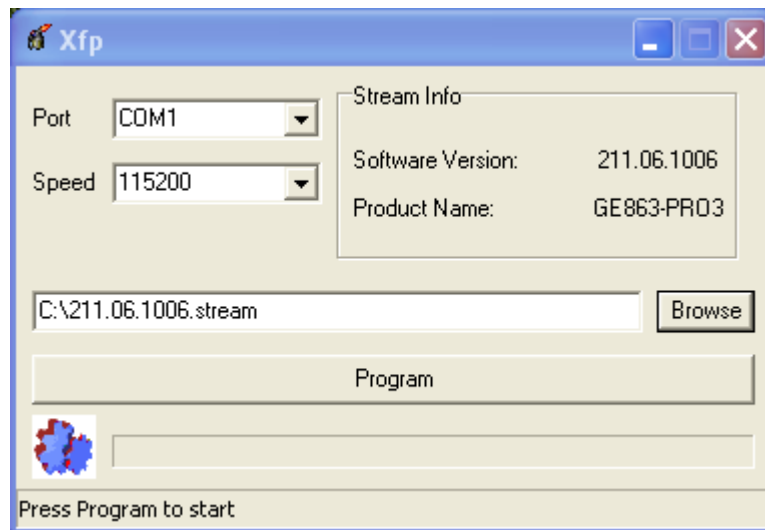 Xfp
Port COM1
Speed 115200
Stream Info
Software Version: 211.06.1006
Product Name: GE863-PRO3
C:\211.06.1006.stream Browse
Program
Press Program to start